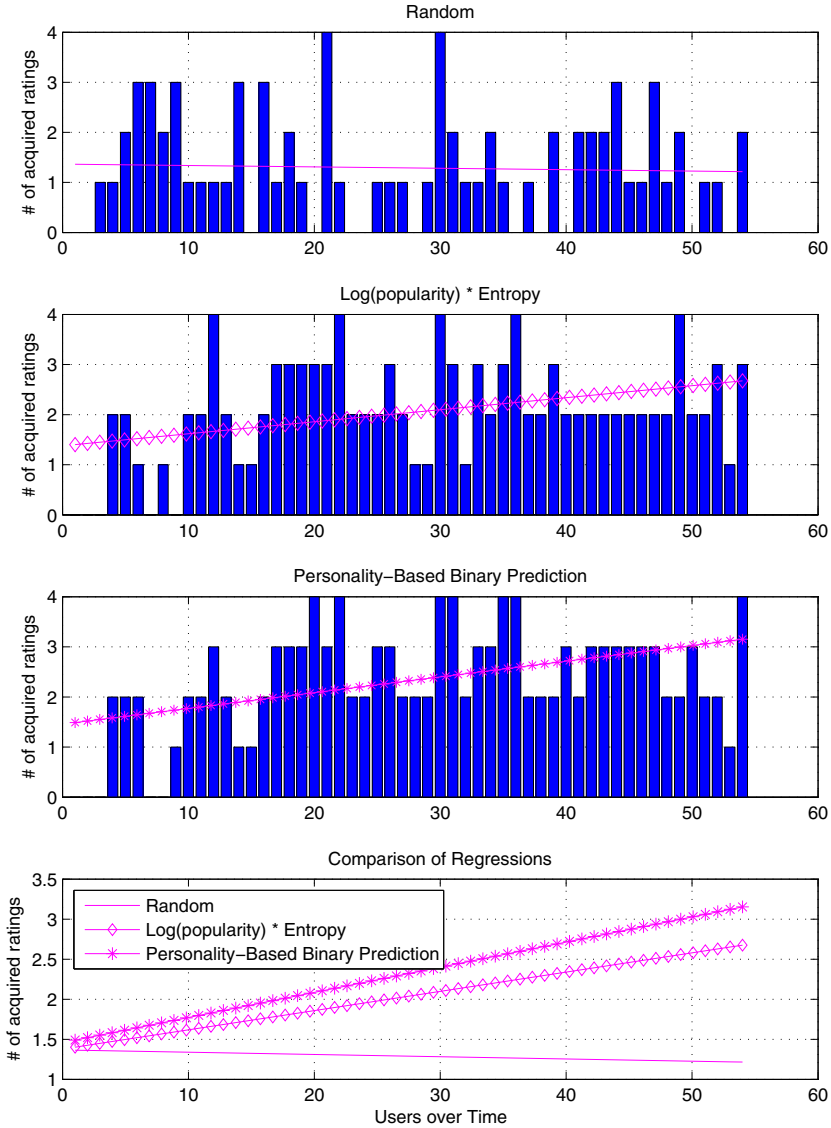 Random
# of acquired ratings
4
3
2
1
0
0 10 20 30 40 50 60
Log(popularity) * Entropy
# of acquired ratings
4
3
2
1
0
0 10 20 30 40 50 60
Personality−Based Binary Prediction
# of acquired ratings
4
3
2
1
0
0 10 20 30 40 50 60
Comparison of Regressions
# of acquired ratings
3.5
3
2.5
2
1.5
1
Random
Log(popularity) * Entropy
Personality−Based Binary Prediction
0 10 20 30 40 50 60
Users over Time